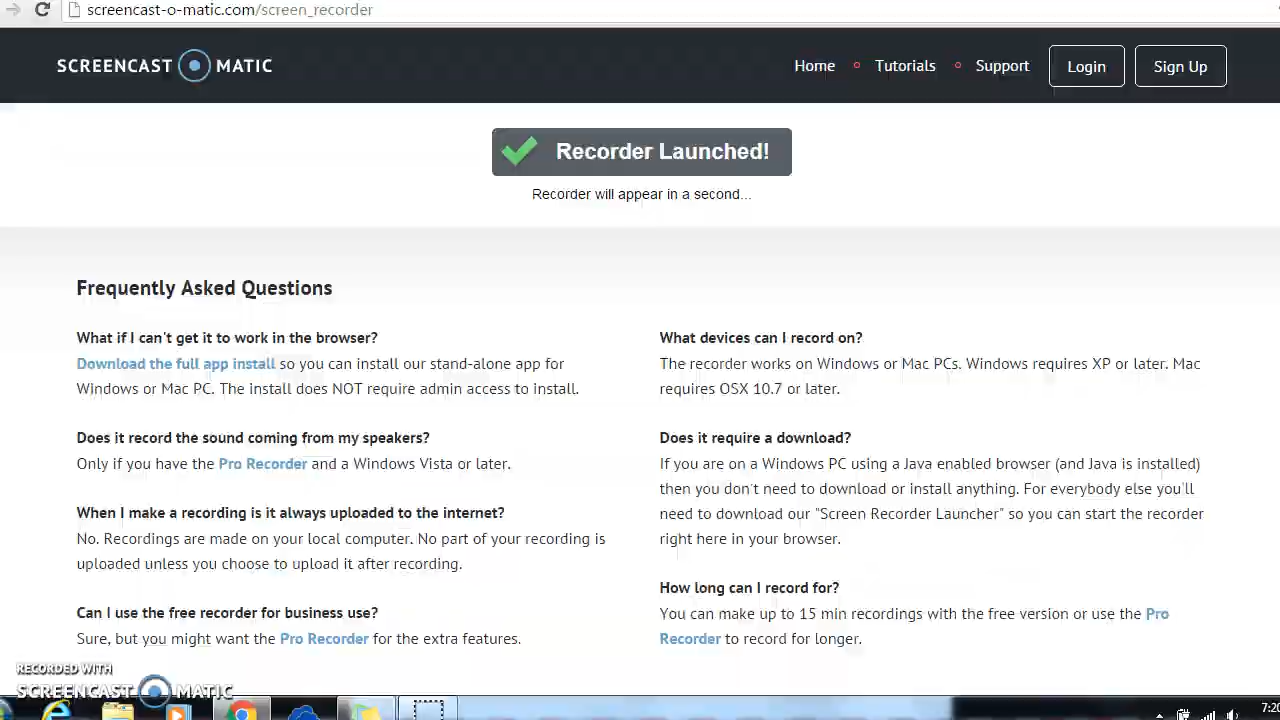 screencast-o-matic.com/screen_recorder
SCREENCAST MATIC
Home
Tutorials
Support
Login
Sign Up
Recorder Launched!
Recorder will appear in a second...
Frequently Asked Questions
What if I can't get it to work in the browser?
Download the full app install so you can install our stand-alone app for
Windows or Mac PC. The install does NOT require admin access to install.
Does it record the sound coming from my speakers?
Only if you have the Pro Recorder and a Windows Vista or later.
When I make a recording is it always uploaded to the internet?
No. Recordings are made on your local computer. No part of your recording is
uploaded unless you choose to upload it after recording.
Can I use the free recorder for business use?
Sure, but you might want the Pro Recorder for the extra features.
What devices can I record on?
The recorder works on Windows or Mac PCs. Windows requires XP or later. Mac
requires OSX 10.7 or later.
Does it require a download?
If you are on a Windows PC using a Java enabled browser (and Java is installed)
then you don't need to download or install anything. For everybody else you'll
need to download our "Screen Recorder Launcher" so you can start the recorder
right here in your browser.
How long can I record for?
You can make up to 15 min recordings with the free version or use the Pro
Recorder to record for longer.
RECORDED WITH
SCREENCAST MATIC
7:20